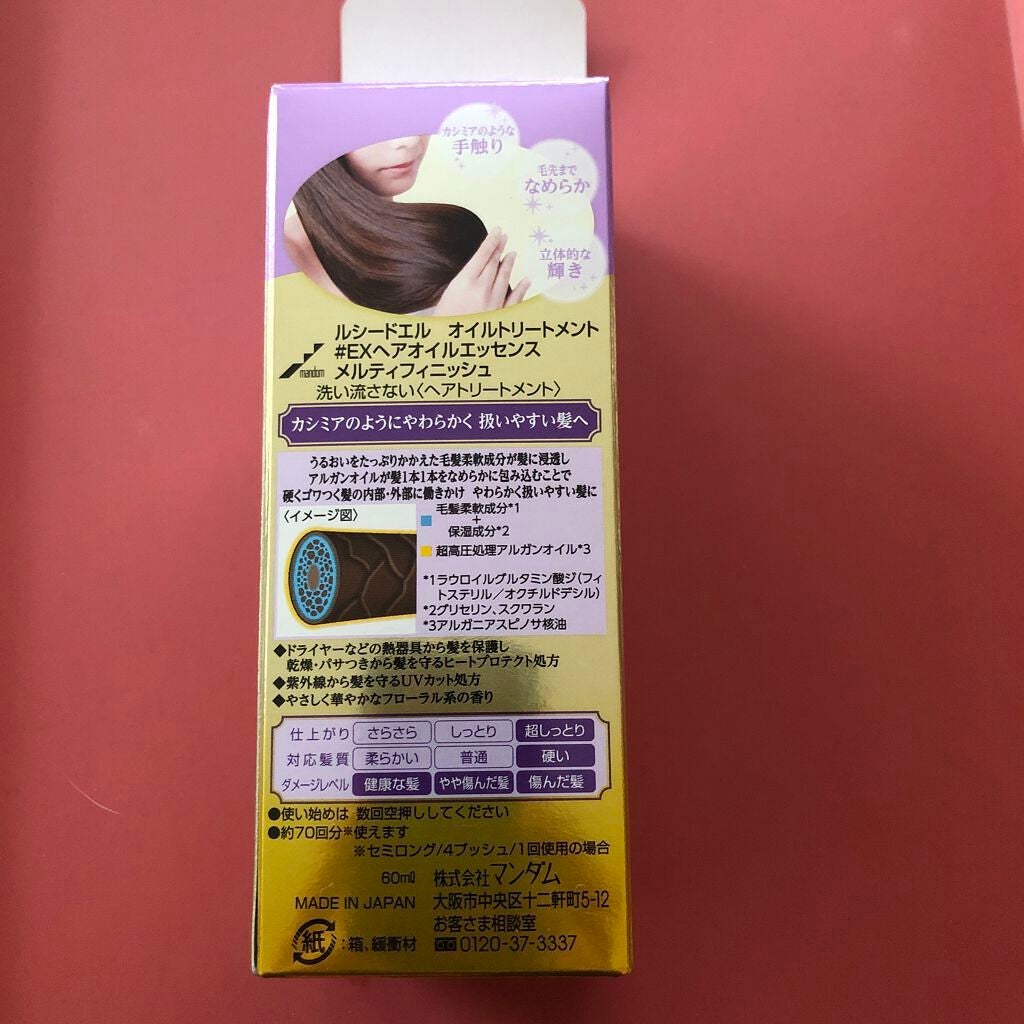 カシミアのような
手触り
毛先まで
なめらか
立体的な
輝き
ルシードエル　オイルトリートメント
#EXヘアオイルエッセンス
メルティフィニッシュ
mandom
洗い流さない〈ヘアトリートメント〉
カシミアのようにやわらかく 扱いやすい髪へ
うるおいをたっぷりかかえた毛髪柔軟成分が髪に浸透し
アルガンオイルが髪1本1本をなめらかに包み込むことで
硬くゴワつく髪の内部・外部に働きかけ やわらかく扱いやすい髪に
〈イメージ図〉
毛髪柔軟成分*1
+
保湿成分*2
超高圧処理アルガンオイル*3
*1ラウロイルグルタミン酸ジ(フィ
トステリル/オクチルドデシル)
*2グリセリン、スクワラン
*3アルガニアスピノサ核油
◆ドライヤーなどの熱器具から髪を保護し
乾燥・パサつきから髪を守るヒートプロテクト処方
◆紫外線から髪を守るUVカット処方
◆やさしく華やかなフローラル系の香り
仕上がり さらさら しっとり 超しっとり
対応髪質 柔らかい 普通 硬い
ダメージレベル 健康な髪 やや傷んだ髪 傷んだ髪
●使い始めは 数回空押ししてください
●約70回分※使えます
※セミロング/4プッシュ/1回使用の場合
60mℓ 株式会社マンダム
MADE IN JAPAN 大阪市中央区十二軒町5-12
お客さま相談室
紙:箱、緩衝材 0120-37-3337